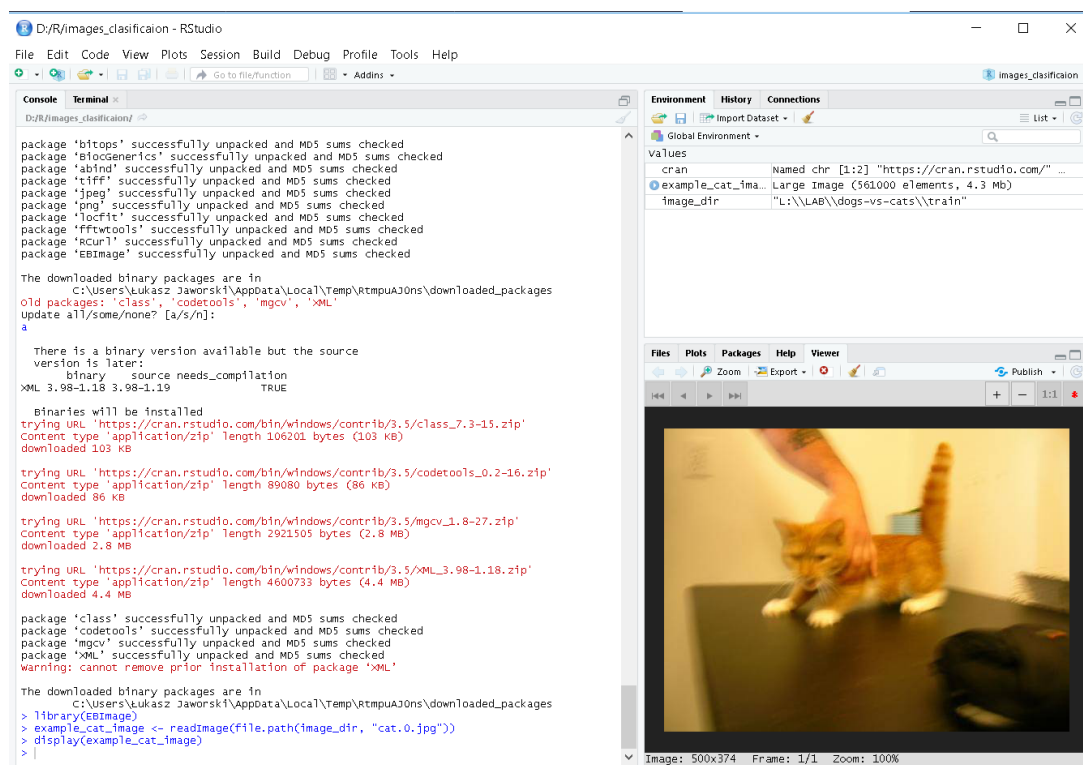 D:/R/images_clasificaion - RStudio
File Edit Code View Plots Session Build Debug Profile Tools Help
Go to file/function Addins
images_clasificaion
Console Terminal
D:/R/images_clasificaion/
package ‘bitops’ successfully unpacked and MD5 sums checked
package ‘BiocGenerics’ successfully unpacked and MD5 sums checked
package ‘abind’ successfully unpacked and MD5 sums checked
package ‘tiff’ successfully unpacked and MD5 sums checked
package ‘jpeg’ successfully unpacked and MD5 sums checked
package ‘png’ successfully unpacked and MD5 sums checked
package ‘locfit’ successfully unpacked and MD5 sums checked
package ‘fftwtools’ successfully unpacked and MD5 sums checked
package ‘RCurl’ successfully unpacked and MD5 sums checked
package ‘EBImage’ successfully unpacked and MD5 sums checked
The downloaded binary packages are in
C:\Users\Łukasz Jaworski\AppData\Local\Temp\RtmpuAJ0ns\downloaded_packages
Old packages: 'class', 'codetools', 'mgcv', 'XML'
Update all/some/none? [a/s/n]:
a
There is a binary version available but the source
version is later:
binary source needs_compilation
XML 3.98-1.18 3.98-1.19 TRUE
Binaries will be installed
trying URL 'https://cran.rstudio.com/bin/windows/contrib/3.5/class_7.3-15.zip'
Content type 'application/zip' length 106201 bytes (103 KB)
downloaded 103 KB
trying URL 'https://cran.rstudio.com/bin/windows/contrib/3.5/codetools_0.2-16.zip'
Content type 'application/zip' length 89080 bytes (86 KB)
downloaded 86 KB
trying URL 'https://cran.rstudio.com/bin/windows/contrib/3.5/mgcv_1.8-27.zip'
Content type 'application/zip' length 2921505 bytes (2.8 MB)
downloaded 2.8 MB
trying URL 'https://cran.rstudio.com/bin/windows/contrib/3.5/XML_3.98-1.18.zip'
Content type 'application/zip' length 4600733 bytes (4.4 MB)
downloaded 4.4 MB
package ‘class’ successfully unpacked and MD5 sums checked
package ‘codetools’ successfully unpacked and MD5 sums checked
package ‘mgcv’ successfully unpacked and MD5 sums checked
package ‘XML’ successfully unpacked and MD5 sums checked
Warning: cannot remove prior installation of package ‘XML’
The downloaded binary packages are in
C:\Users\Łukasz Jaworski\AppData\Local\Temp\RtmpuAJ0ns\downloaded_packages
> library(EBImage)
> example_cat_image <- readImage(file.path(image_dir, "cat.0.jpg"))
> display(example_cat_image)
>
Environment History Connections
Import Dataset List
Global Environment
Values
cran Named chr [1:2] "https://cran.rstudio.com/" …
example_cat_ima… Large Image (561000 elements, 4.3 Mb)
image_dir "L:\\LAB\\dogs-vs-cats\\train"
Files Plots Packages Help Viewer
Zoom Export Publish
+ − 1:1
Image: 500x374 Frame: 1/1 Zoom: 100%